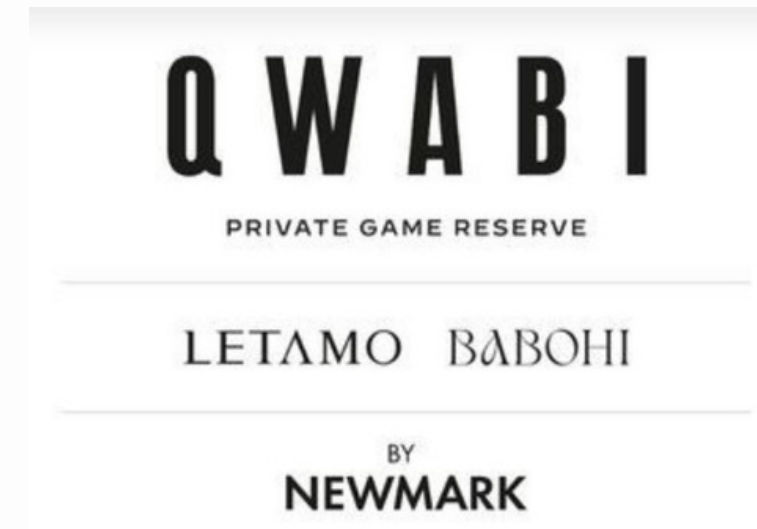 QWABI
PRIVATE GAME RESERVE
LETAMO BABOHI
BY
NEWMARK